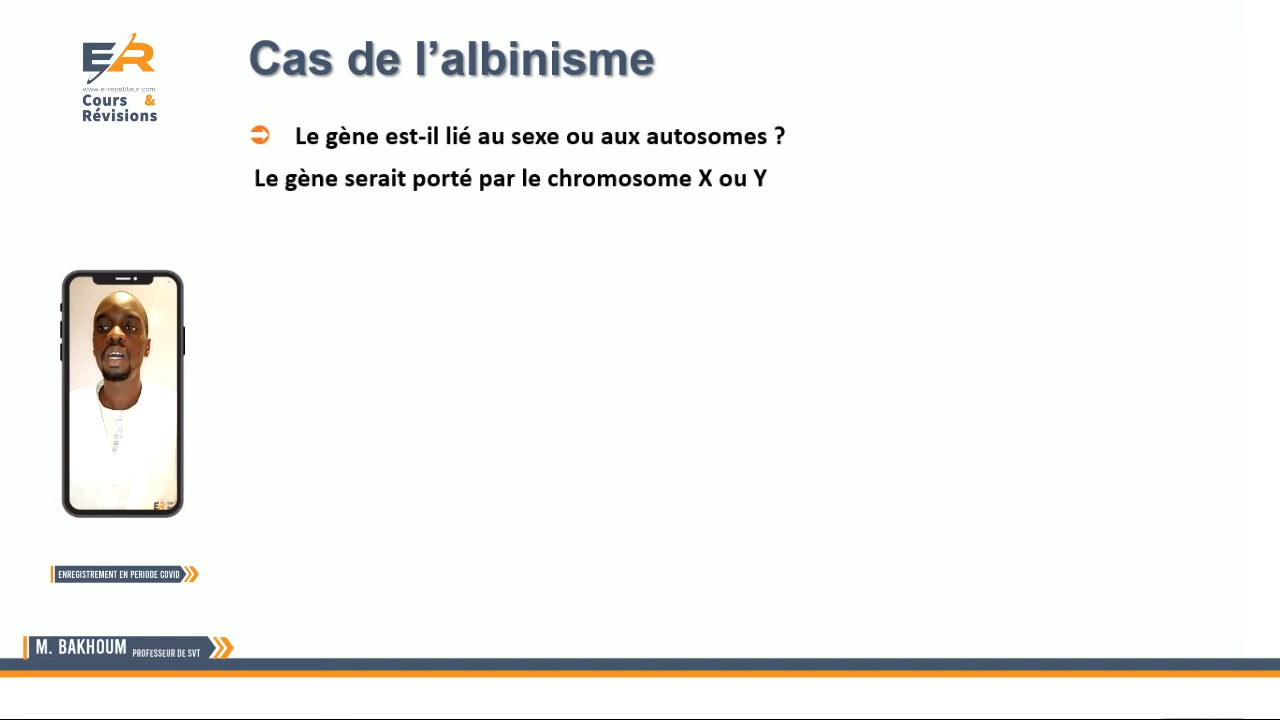 ER
www.e-repetiteur.com
Cours &
Révisions
Cas de l'albinisme
Le gène est-il lié au sexe ou aux autosomes ?
Le gène serait porté par le chromosome X ou Y
ENREGISTREMENT EN PERIODE COVID
M. BAKHOUM PROFESSEUR DE SVT